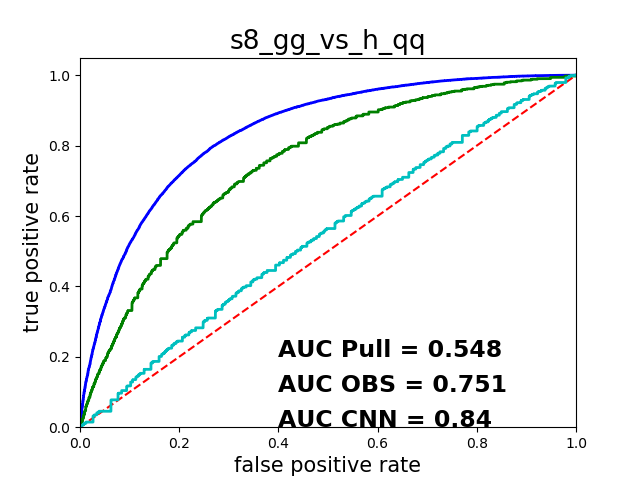 s8_gg_vs_h_qq
true positive rate
1.0
0.8
0.6
0.4
0.2
0.0
AUC Pull = 0.548
AUC OBS = 0.751
AUC CNN = 0.84
0.0 0.2 0.4 0.6 0.8 1.0
false positive rate